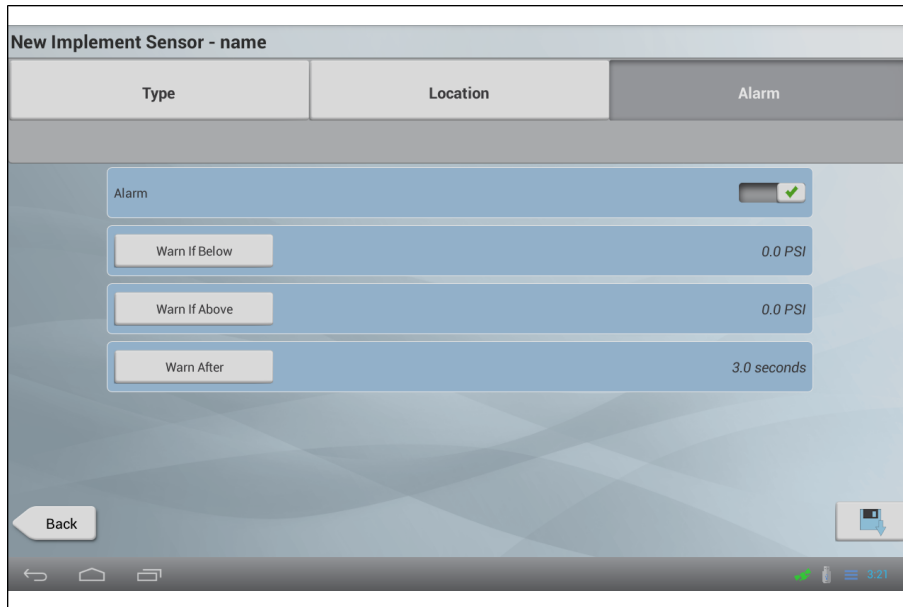 New Implement Sensor - name
Type
Location
Alarm
Alarm
Warn If Below
0.0 PSI
Warn If Above
0.0 PSI
Warn After
3.0 seconds
Back
3:21